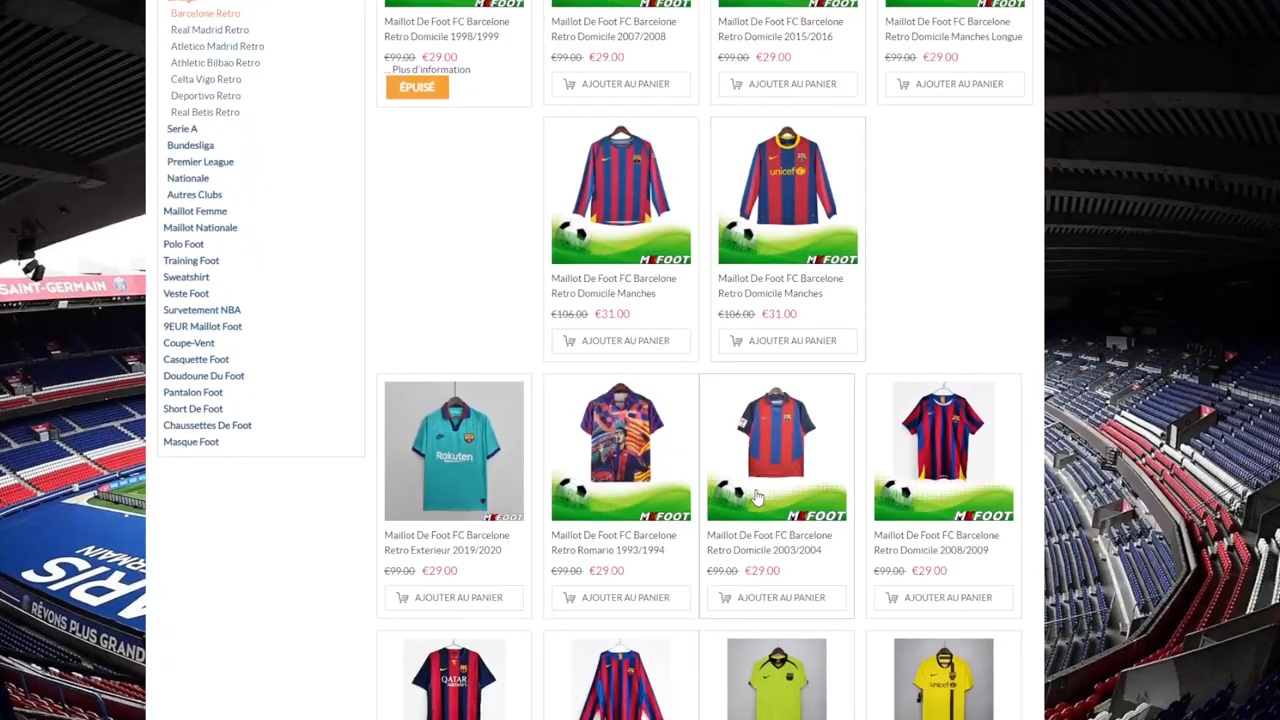 Barcelone Retro
Real Madrid Retro
Atletico Madrid Retro
Athletic Bilbao Retro
Celta Vigo Retro
Deportivo Retro
Real Betis Retro
Serie A
Bundesliga
Premier League
Nationale
Autres Clubs
Maillot Femme
Maillot Nationale
Polo Foot
Training Foot
Sweatshirt
Veste Foot
Survetement NBA
9EUR Maillot Foot
Coupe-Vent
Casquette Foot
Doudoune Du Foot
Pantalon Foot
Short De Foot
Chaussettes De Foot
Masque Foot
Maillot De Foot FC Barcelone
Retro Domicile 1998/1999
€99.00 €29.00
... Plus d'information
ÉPUISÉ
Maillot De Foot FC Barcelone
Retro Domicile 2007/2008
€99.00 €29.00
AJOUTER AU PANIER
Maillot De Foot FC Barcelone
Retro Domicile 2015/2016
€99.00 €29.00
AJOUTER AU PANIER
Maillot De Foot FC Barcelone
Retro Domicile Manches Longue
€99.00 €29.00
AJOUTER AU PANIER
MKFOOT
Maillot De Foot FC Barcelone
Retro Domicile Manches
€106.00 €31.00
AJOUTER AU PANIER
unicef
MKFOOT
Maillot De Foot FC Barcelone
Retro Domicile Manches
€106.00 €31.00
AJOUTER AU PANIER
Rakuten
MKFOOT
Maillot De Foot FC Barcelone
Retro Exterieur 2019/2020
€99.00 €29.00
AJOUTER AU PANIER
MKFOOT
Maillot De Foot FC Barcelone
Retro Romario 1993/1994
€99.00 €29.00
AJOUTER AU PANIER
MKFOOT
Maillot De Foot FC Barcelone
Retro Domicile 2003/2004
€99.00 €29.00
AJOUTER AU PANIER
MKFOOT
Maillot De Foot FC Barcelone
Retro Domicile 2008/2009
€99.00 €29.00
AJOUTER AU PANIER
QATAR
unicef
SAINT-GERMAIN
PARIS
RÊVONS PLUS GRAND